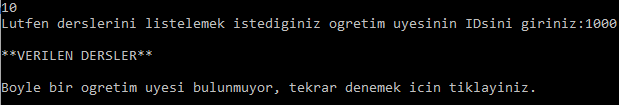 10
Lutfen derslerini listelemek istediginiz ogretim uyesinin IDsini giriniz:1000
**VERILEN DERSLER**
Boyle bir ogretim uyesi bulunmuyor, tekrar denemek icin tiklayiniz.